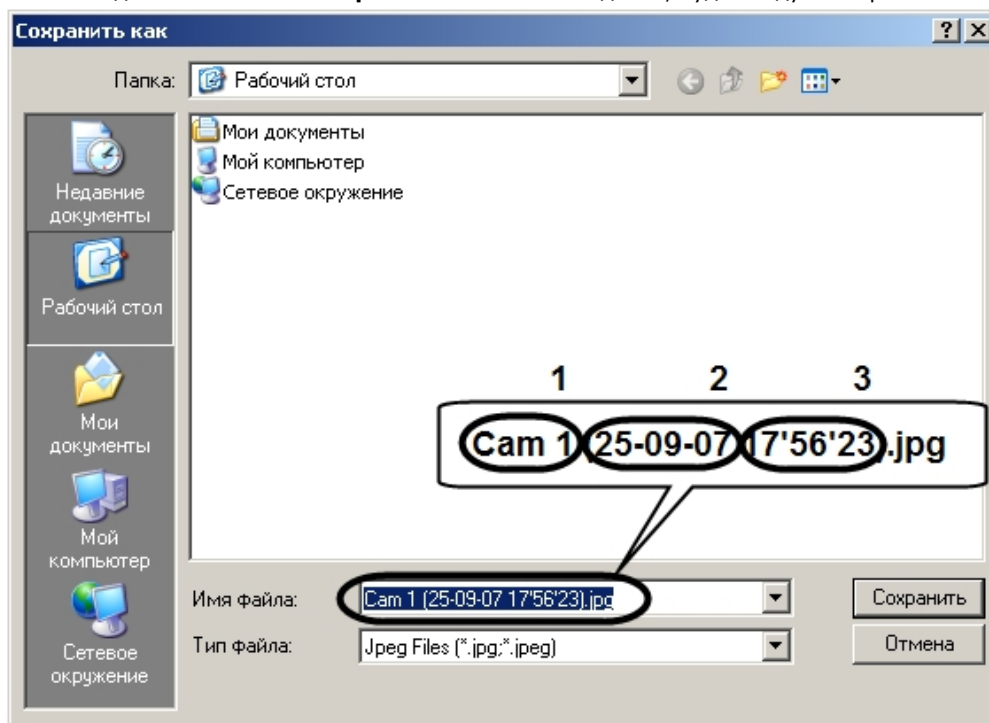 Сохранить как
Папка: Рабочий стол
Недавние документы
Рабочий стол
Мои документы
Мой компьютер
Сетевое окружение
Мои документы
Мой компьютер
Сетевое окружение
1 2 3
Cam 1 (25-09-07 17'56'23).jpg
Имя файла: Cam 1 (25-09-07 17'56'23).jpg
Сохранить
Тип файла: Jpeg Files (*.jpg;*.jpeg)
Отмена